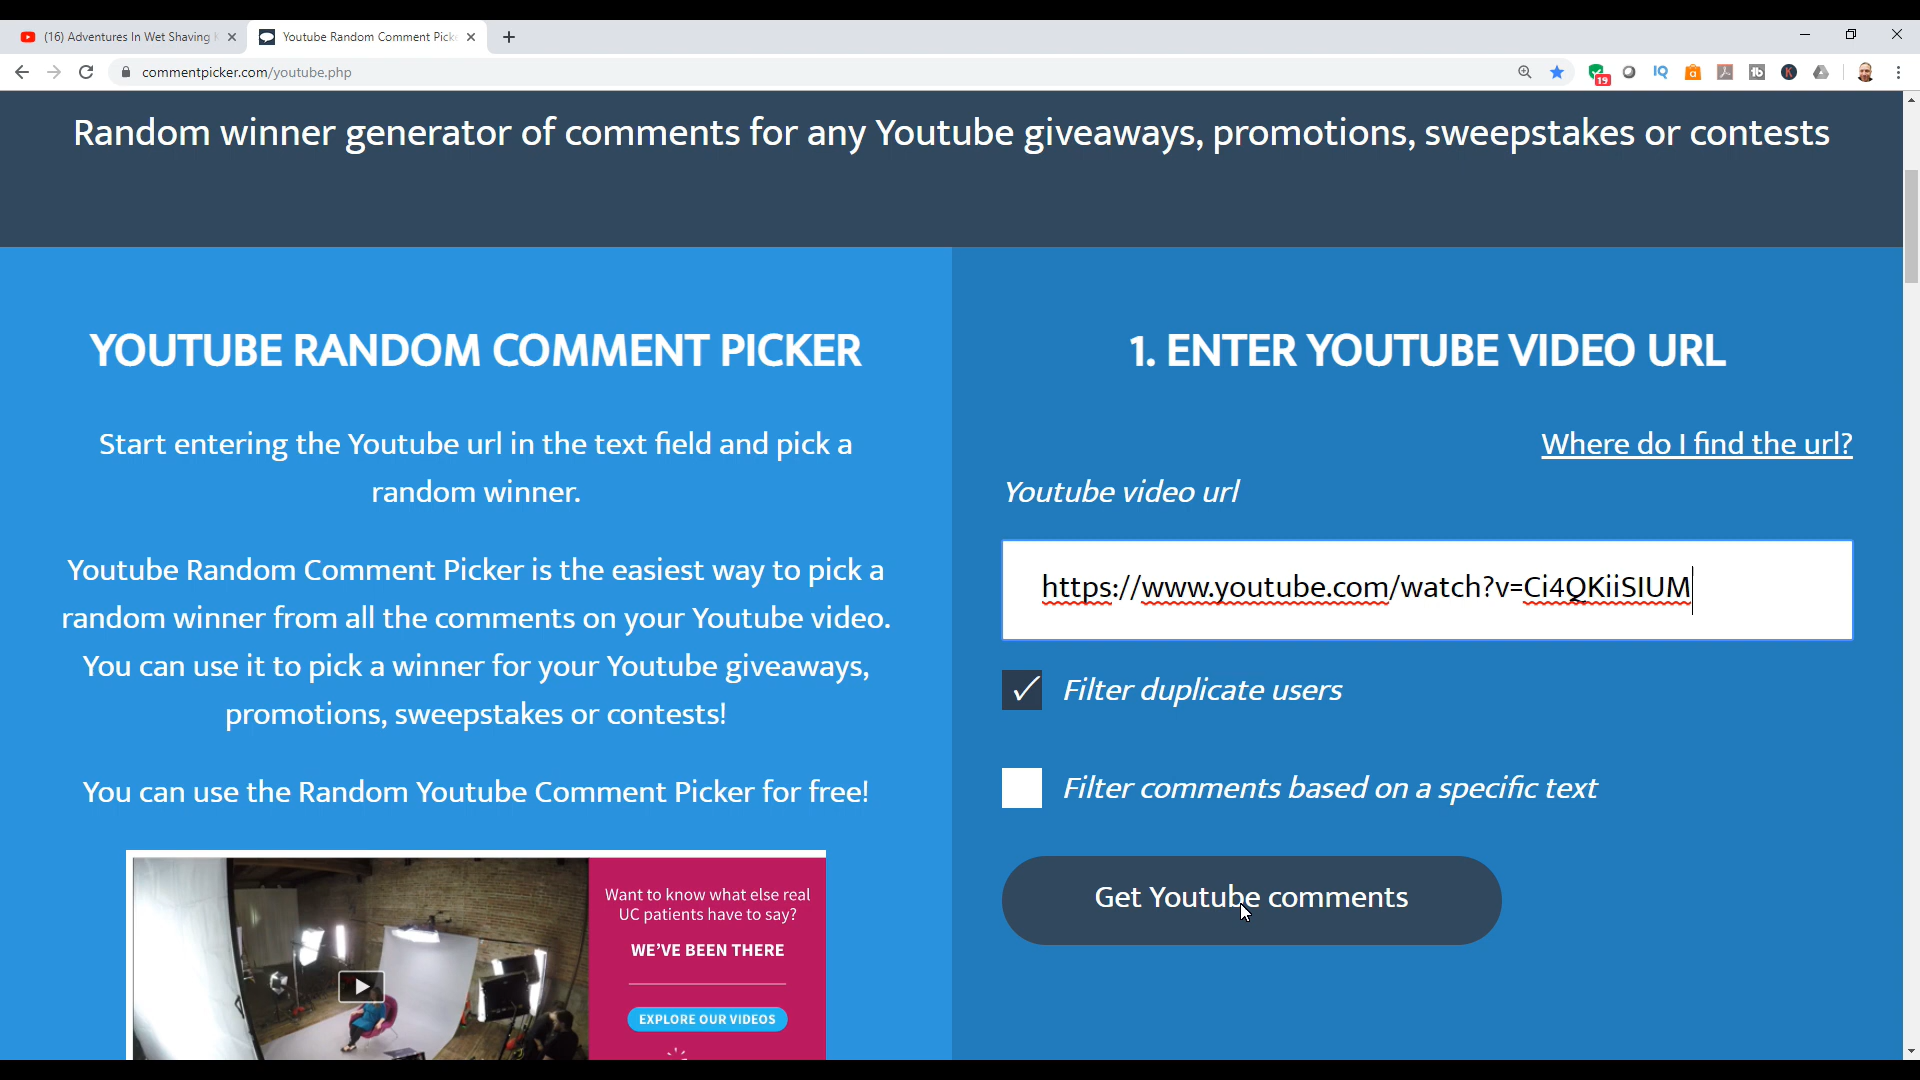 (16) Adventures In Wet Shaving
Youtube Random Comment Pick
commentpicker.com/youtube.php
19
IQ
a
tb
K
Random winner generator of comments for any Youtube giveaways, promotions, sweepstakes or contests
YOUTUBE RANDOM COMMENT PICKER
Start entering the Youtube url in the text field and pick a
random winner.
Youtube Random Comment Picker is the easiest way to pick a
random winner from all the comments on your Youtube video.
You can use it to pick a winner for your Youtube giveaways,
promotions, sweepstakes or contests!
You can use the Random Youtube Comment Picker for free!
Want to know what else real
UC patients have to say?
WE'VE BEEN THERE
EXPLORE OUR VIDEOS
1. ENTER YOUTUBE VIDEO URL
Where do I find the url?
Youtube video url
https://www.youtube.com/watch?v=Ci4QKiiSIUM
Filter duplicate users
Filter comments based on a specific text
Get Youtube comments